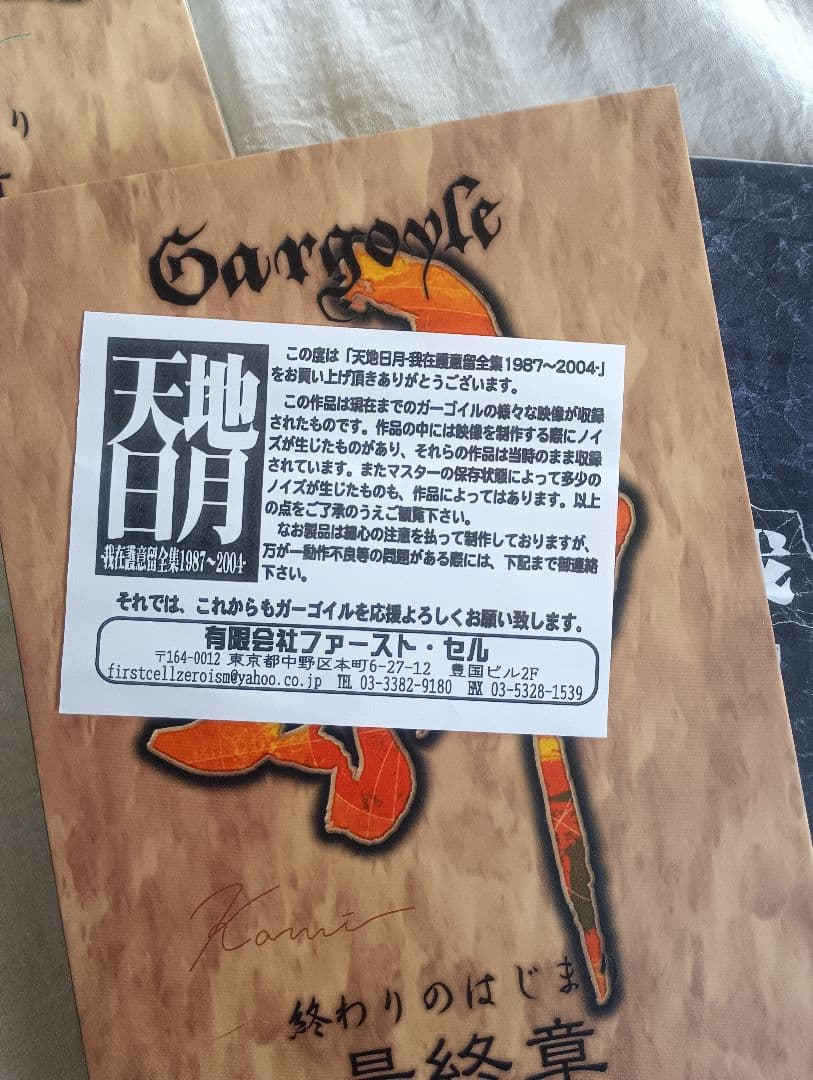 り
章
Gargoyle
天地
日月
-我在護意留全集1987〜2004-
この度は「天地日月-我在護意留全集1987〜2004-」
をお買い上げ頂きありがとうございます。
この作品は現在までのガーゴイルの様々な映像が収録
されたものです。作品の中には映像を制作する際にノイ
ズが生じたものがあり、それらの作品は当時のまま収録
されています。またマスターの保存状態によって多少の
ノイズが生じたものも、作品によってはあります。以上
の点をご了承のうえご観覧下さい。
なお製品は細心の注意を払って制作しておりますが、
万が一動作不良等の問題がある際には、下記まで御連絡
下さい。
それでは、これからもガーゴイルを応援よろしくお願い致します。
有限会社ファースト・セル
〒164-0012 東京都中野区本町6-27-12 豊国ビル2F
firstcellzeroism@yahoo.co.jp TEL 03-3382-9180 FAX 03-5328-1539
Kami
終わりのはじまり
最終章